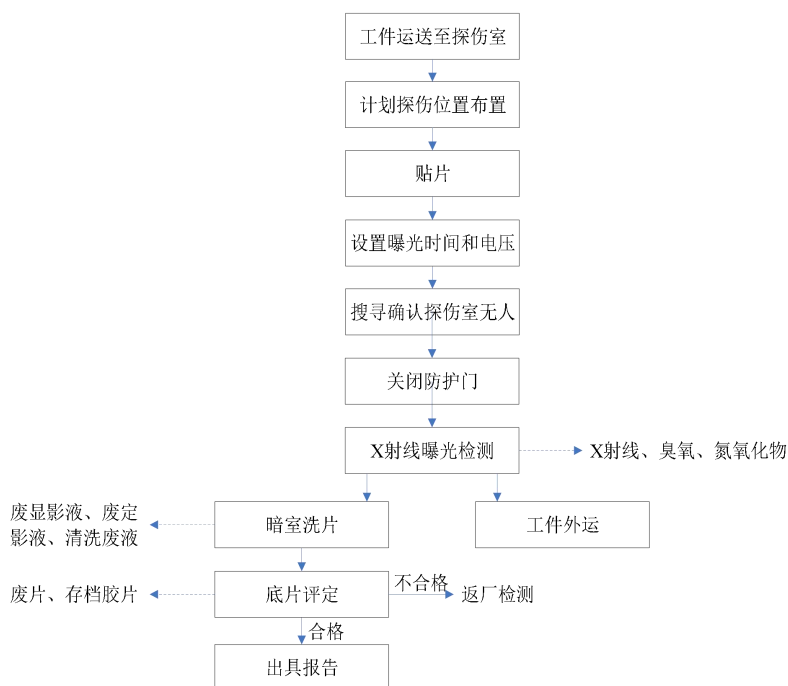 工件运送至探伤室
计划探伤位置布置
贴片
设置曝光时间和电压
搜寻确认探伤室无人
关闭防护门
X射线曝光检测
X射线、臭氧、氮氧化物
废显影液、废定
影液、清洗废液
暗室洗片
工件外运
废片、存档胶片
底片评定
不合格
返厂检测
合格
出具报告